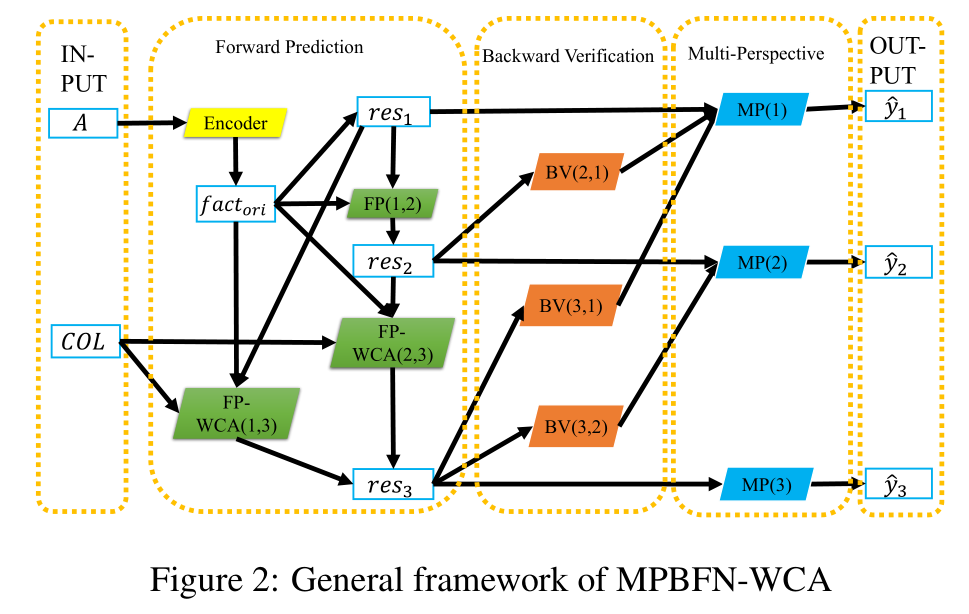 IN-
PUT
Forward Prediction
Backward Verification
Multi-Perspective
OUT-
PUT
A
Encoder
res₁
MP(1)
ŷ₁
BV(2,1)
fact_ori
FP(1,2)
res₂
MP(2)
ŷ₂
BV(3,1)
COL
FP-
WCA(2,3)
FP-
WCA(1,3)
BV(3,2)
res₃
MP(3)
ŷ₃
Figure 2: General framework of MPBFN-WCA